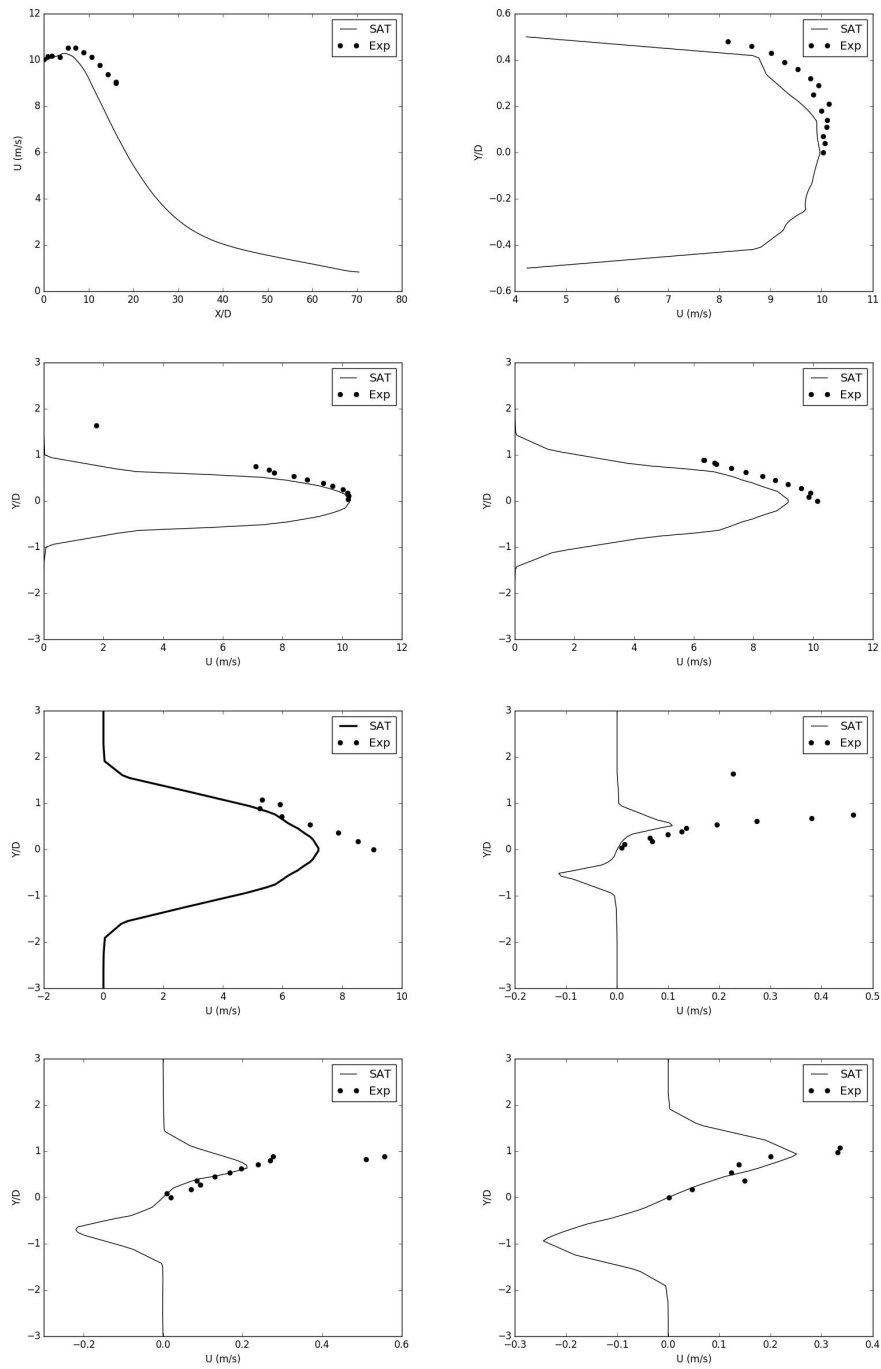 12
10
8
6
4
2
0
U (m/s)
0 10 20 30 40 50 60 70 80
X/D
SAT
Exp
0.6
0.4
0.2
0.0
−0.2
−0.4
−0.6
Y/D
4 5 6 7 8 9 10 11
U (m/s)
SAT
Exp
3
2
1
0
−1
−2
−3
Y/D
0 2 4 6 8 10 12
U (m/s)
SAT
Exp
3
2
1
0
−1
−2
−3
Y/D
0 2 4 6 8 10 12
U (m/s)
SAT
Exp
3
2
1
0
−1
−2
−3
Y/D
−2 0 2 4 6 8 10
U (m/s)
SAT
Exp
3
2
1
0
−1
−2
−3
Y/D
−0.2 −0.1 0.0 0.1 0.2 0.3 0.4 0.5
U (m/s)
SAT
Exp
3
2
1
0
−1
−2
−3
Y/D
−0.2 0.0 0.2 0.4 0.6
U (m/s)
SAT
Exp
3
2
1
0
−1
−2
−3
Y/D
−0.3 −0.2 −0.1 0.0 0.1 0.2 0.3 0.4
U (m/s)
SAT
Exp